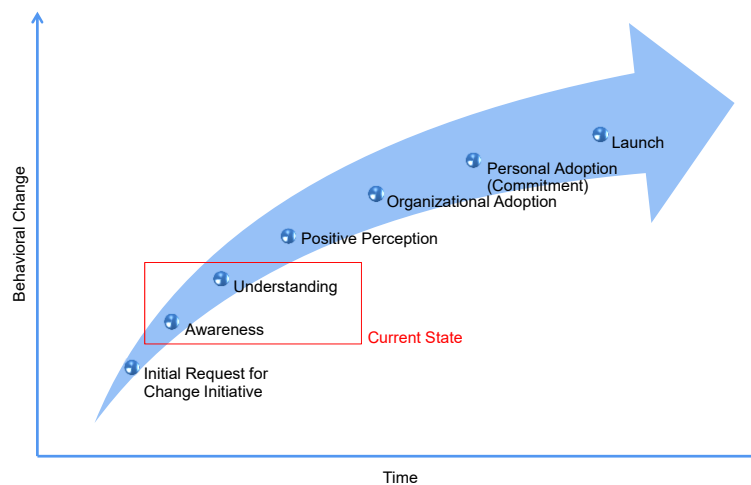 Launch
Personal Adoption
(Commitment)
Organizational Adoption
Positive Perception
Understanding
Awareness
Current State
Initial Request for
Change Initiative
Behavioral Change
Time